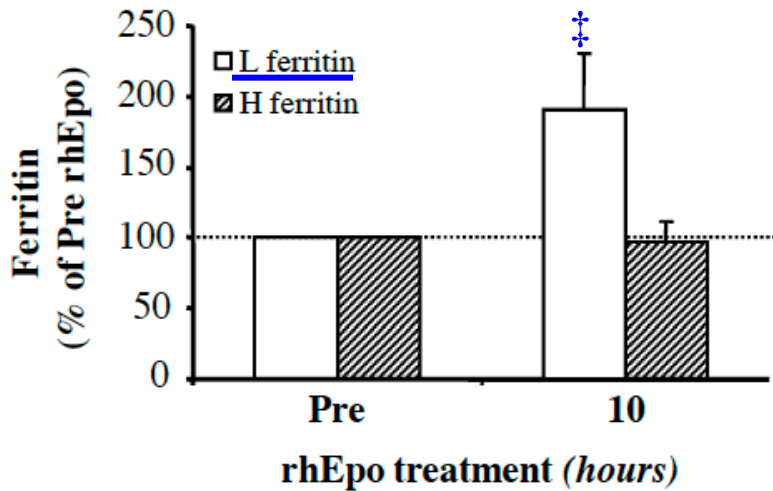 Ferritin
(% of Pre rhEpo)
250
200
150
100
50
0
L ferritin
H ferritin
‡
Pre
10
rhEpo treatment (hours)